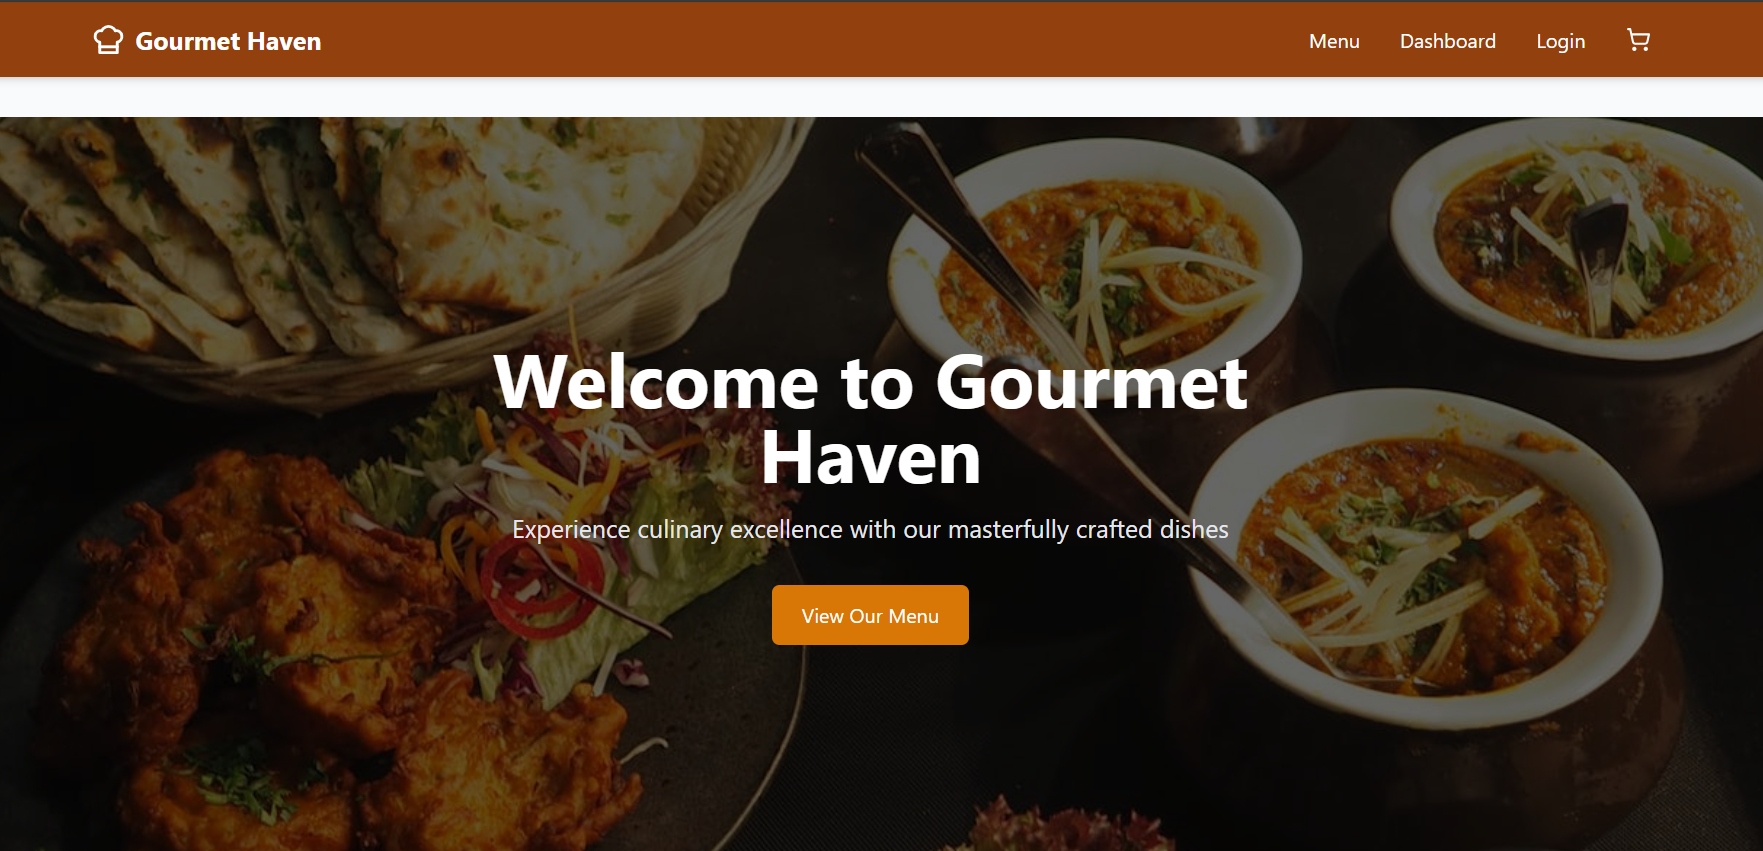 Gourmet Haven
Menu
Dashboard
Login
Welcome to Gourmet
Haven
Experience culinary excellence with our masterfully crafted dishes
View Our Menu